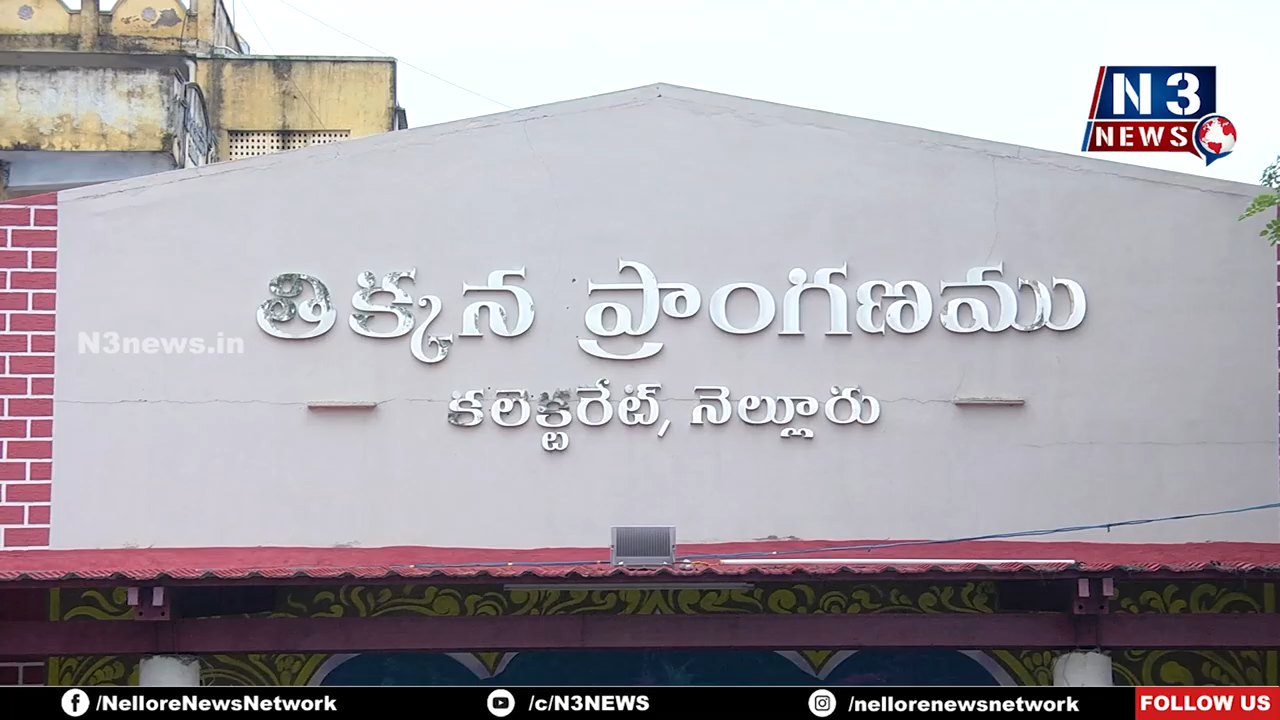 N3
NEWS
తిక్కన ప్రాంగణము
N3news.in
కలెక్టరేట్, నెల్లూరు
/NelloreNewsNetwork
/c/N3NEWS
/nellorenewsnetwork
FOLLOW US